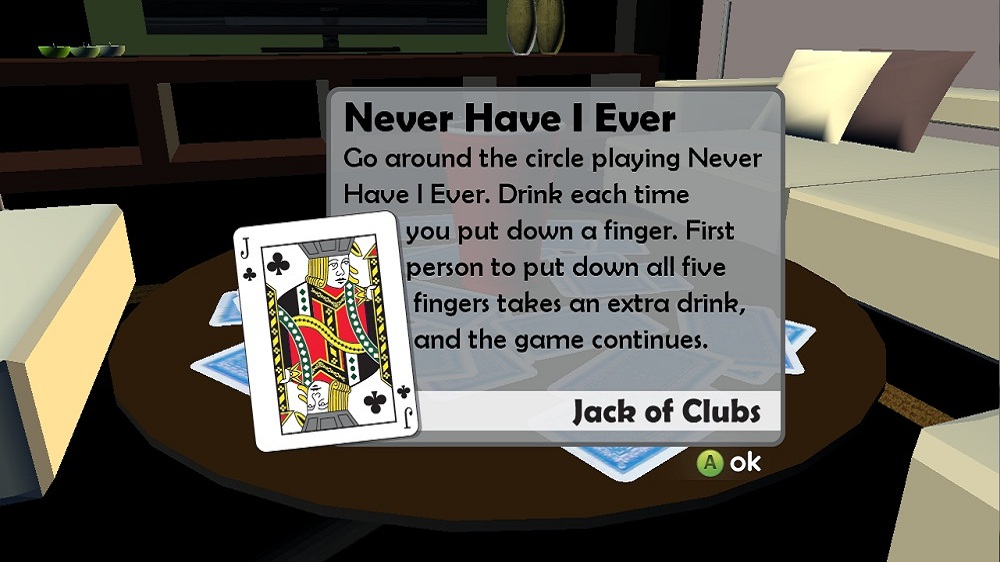 Never Have I Ever
Go around the circle playing Never
Have I Ever. Drink each time
you put down a finger. First
person to put down all five
fingers takes an extra drink,
and the game continues.
J
J
Jack of Clubs
A ok